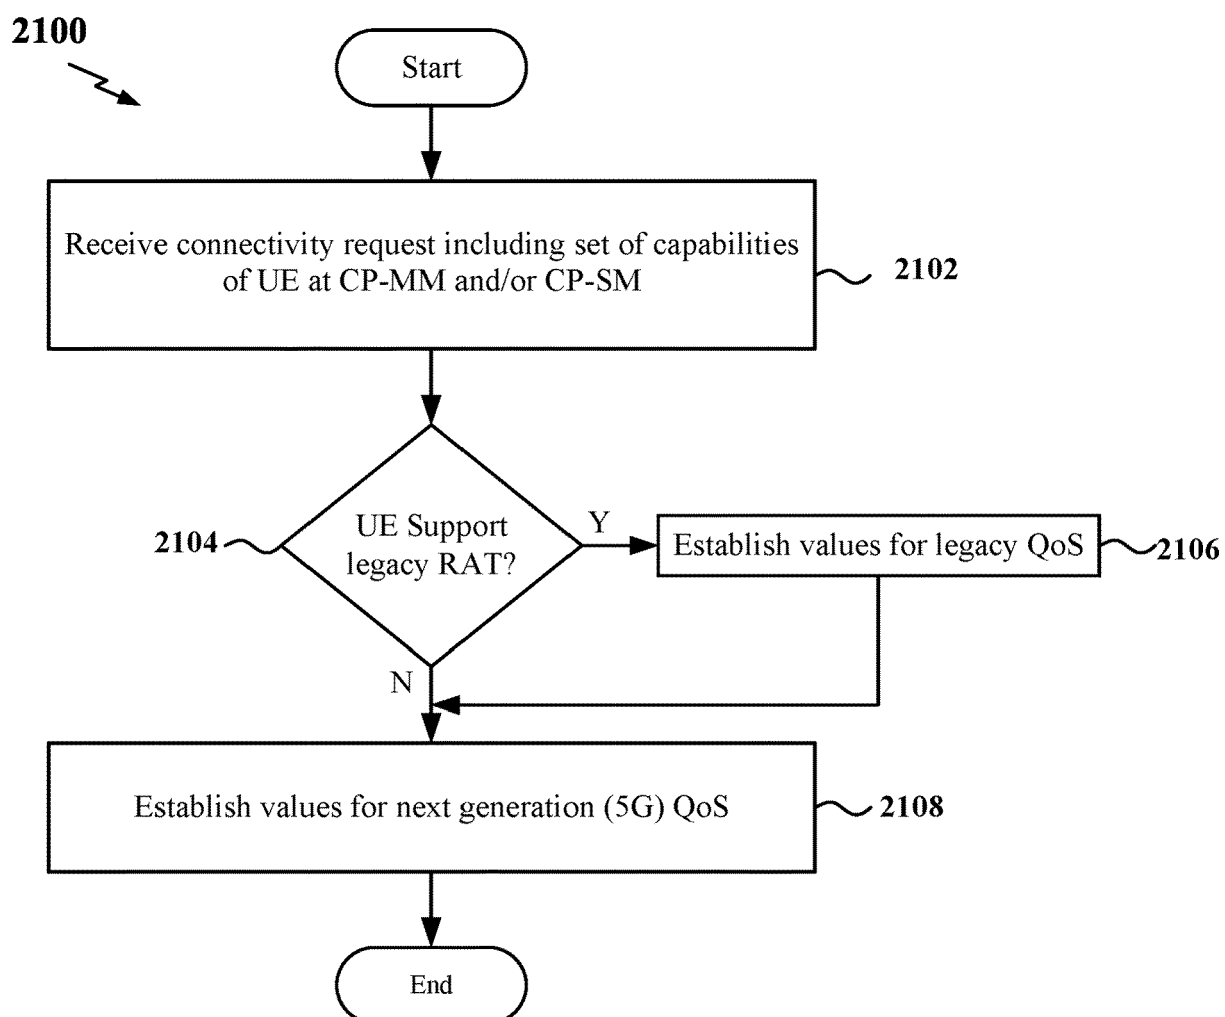 2100
Start
Receive connectivity request including set of capabilities
of UE at CP-MM and/or CP-SM
2102
UE Support
legacy RAT?
2104
Y
Establish values for legacy QoS
2106
N
Establish values for next generation (5G) QoS
2108
End